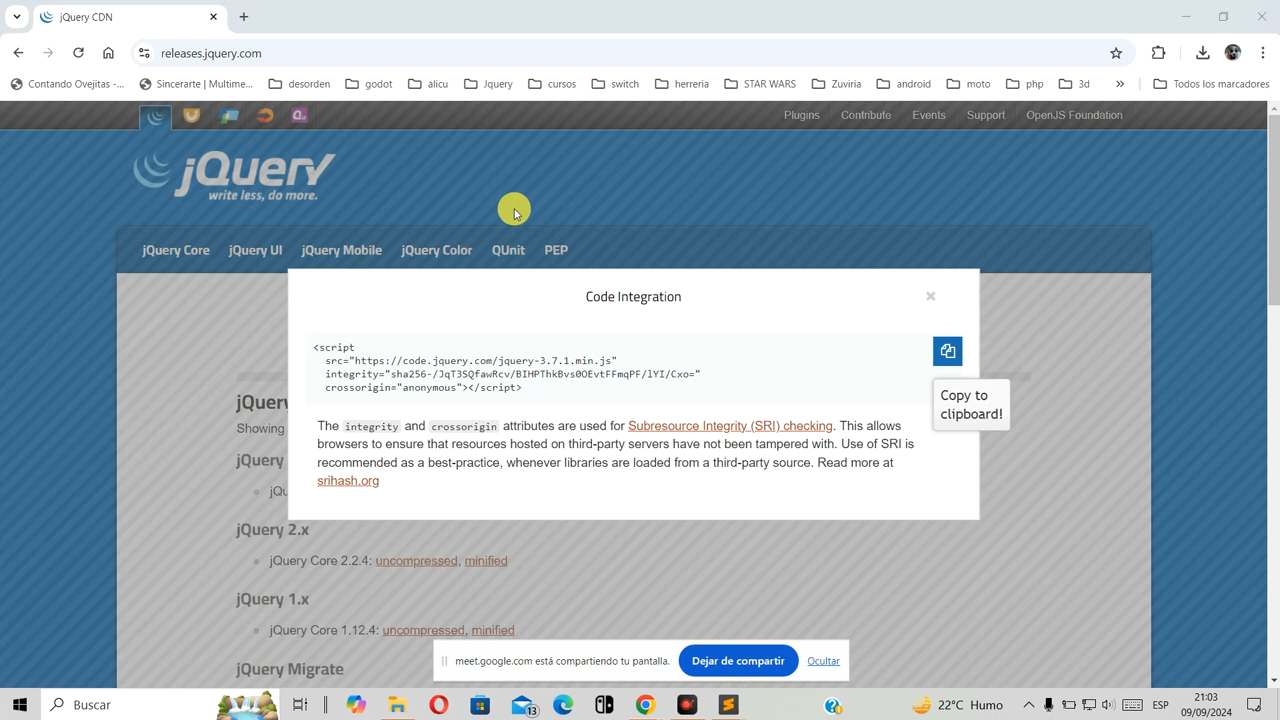 jQuery CDN
releases.jquery.com
Contando Ovejitas -... Sincerarte | Multime... desorden godot alicu Jquery cursos switch herreria STAR WARS Zuviria android moto php 3d » Todos los marcadores
Plugins Contribute Events Support OpenJS Foundation
jQuery
write less, do more.
jQuery Core jQuery UI jQuery Mobile jQuery Color QUnit PEP
Code Integration
<script
src="https://code.jquery.com/jquery-3.7.1.min.js"
integrity="sha256-/JqT3SQfawRcv/BIHPThkBvs0OEvtFFmqPF/lYI/Cxo="
crossorigin="anonymous"></script>
Copy to
clipboard!
The integrity and crossorigin attributes are used for Subresource Integrity (SRI) checking. This allows
browsers to ensure that resources hosted on third-party servers have not been tampered with. Use of SRI is
recommended as a best-practice, whenever libraries are loaded from a third-party source. Read more at
srihash.org
jQuery
Showing
jQuery
jQu
jQuery 2.x
jQuery Core 2.2.4: uncompressed, minified
jQuery 1.x
jQuery Core 1.12.4: uncompressed, minified
jQuery Migrate
meet.google.com está compartiendo tu pantalla. Dejar de compartir Ocultar
Buscar
13
22°C Humo
ESP
21:03
09/09/2024